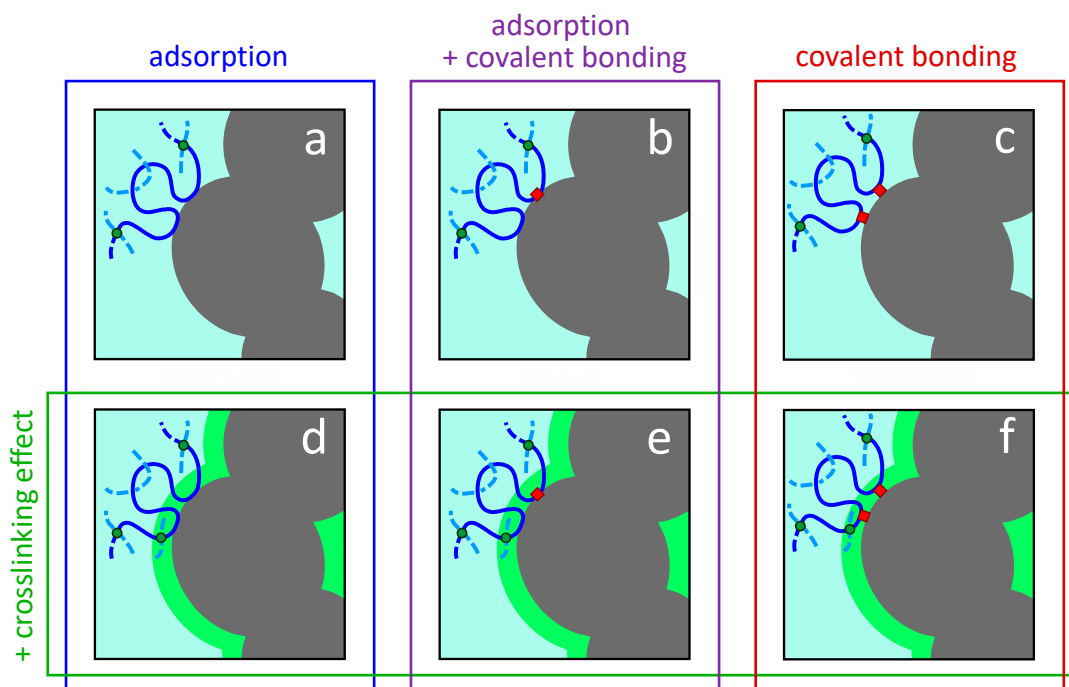 adsorption
adsorption
+ covalent bonding
covalent bonding
a
b
c
+ crosslinking effect
d
e
f